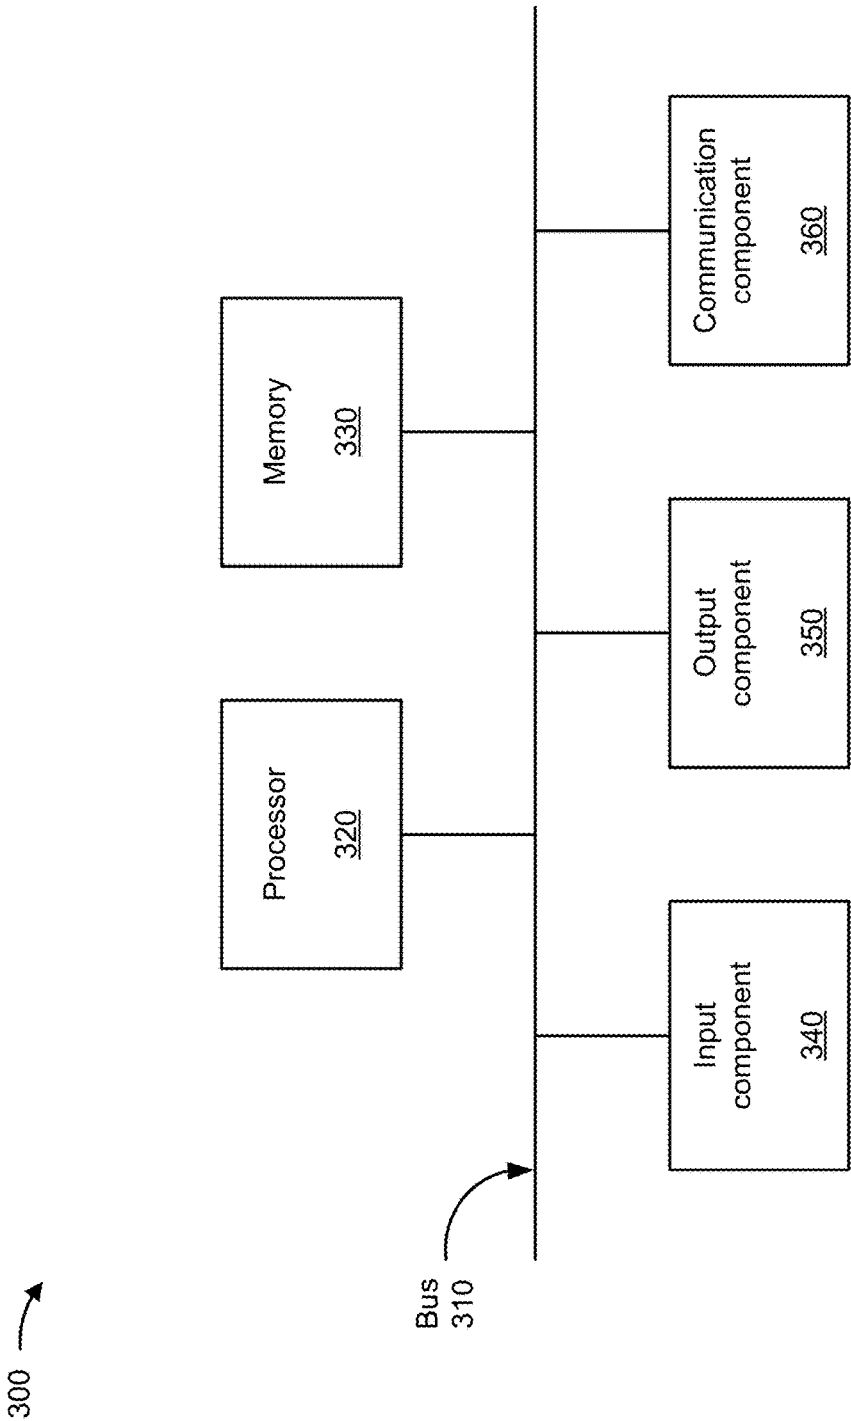 300
Bus
310
Processor
320
Memory
330
Input
component
340
Output
component
350
Communication
component
360